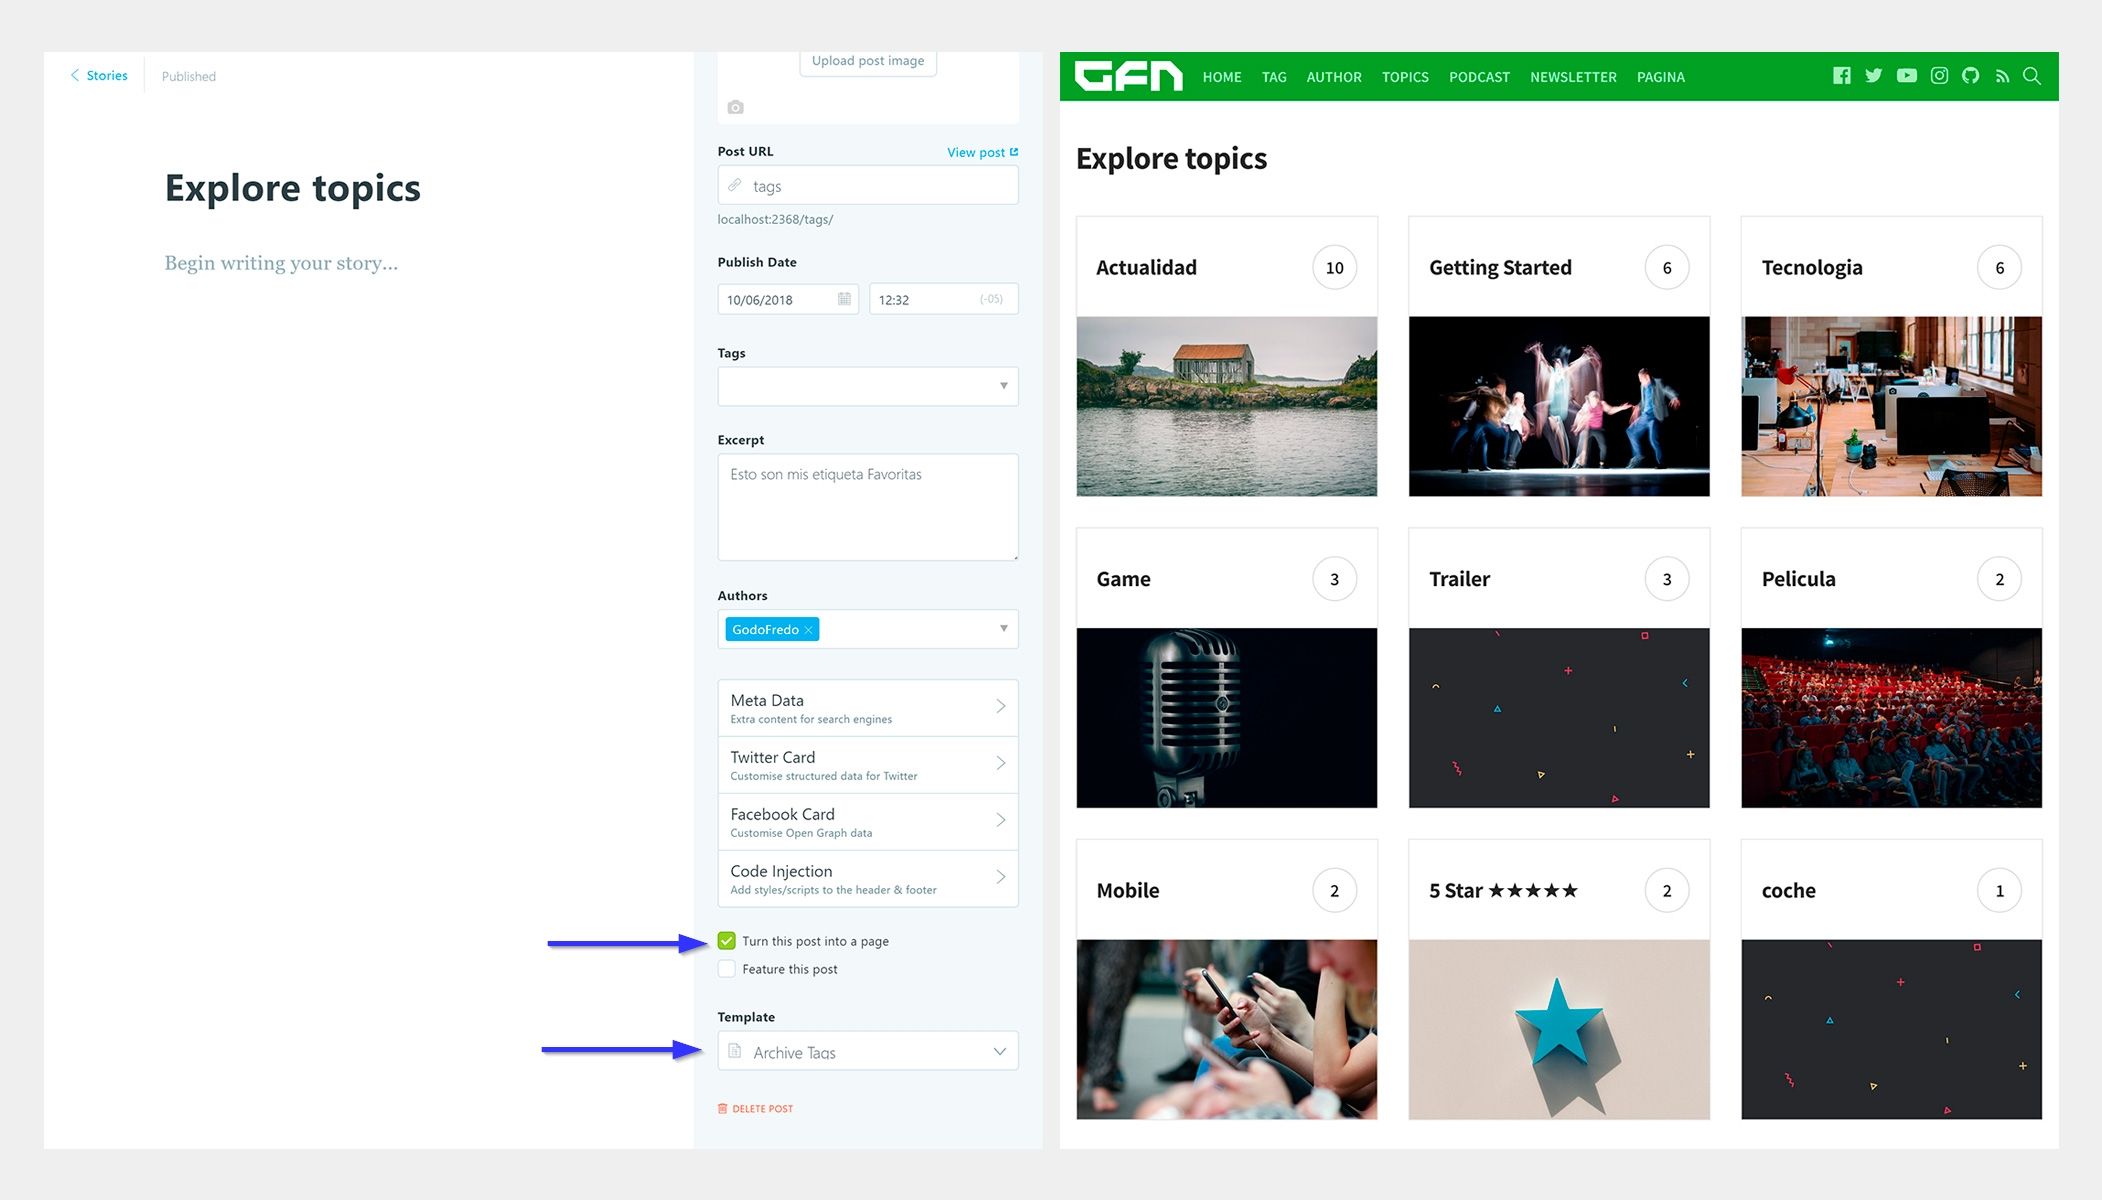 Stories
Published
Explore topics
Begin writing your story...
Upload post image
Post URL
View post
tags
localhost:2368/tags/
Publish Date
10/06/2018
12:32
(-05)
Tags
Excerpt
Esto son mis etiqueta Favoritas
Authors
GodoFredo ×
Meta Data
Extra content for search engines
Twitter Card
Customise structured data for Twitter
Facebook Card
Customise Open Graph data
Code Injection
Add styles/scripts to the header & footer
Turn this post into a page
Feature this post
Template
Archive Tags
DELETE POST
GFN HOME TAG AUTHOR TOPICS PODCAST NEWSLETTER PAGINA
Explore topics
Actualidad 10
Getting Started 6
Tecnologia 6
Game 3
Trailer 3
Pelicula 2
Mobile 2
5 Star ★★★★★ 2
coche 1